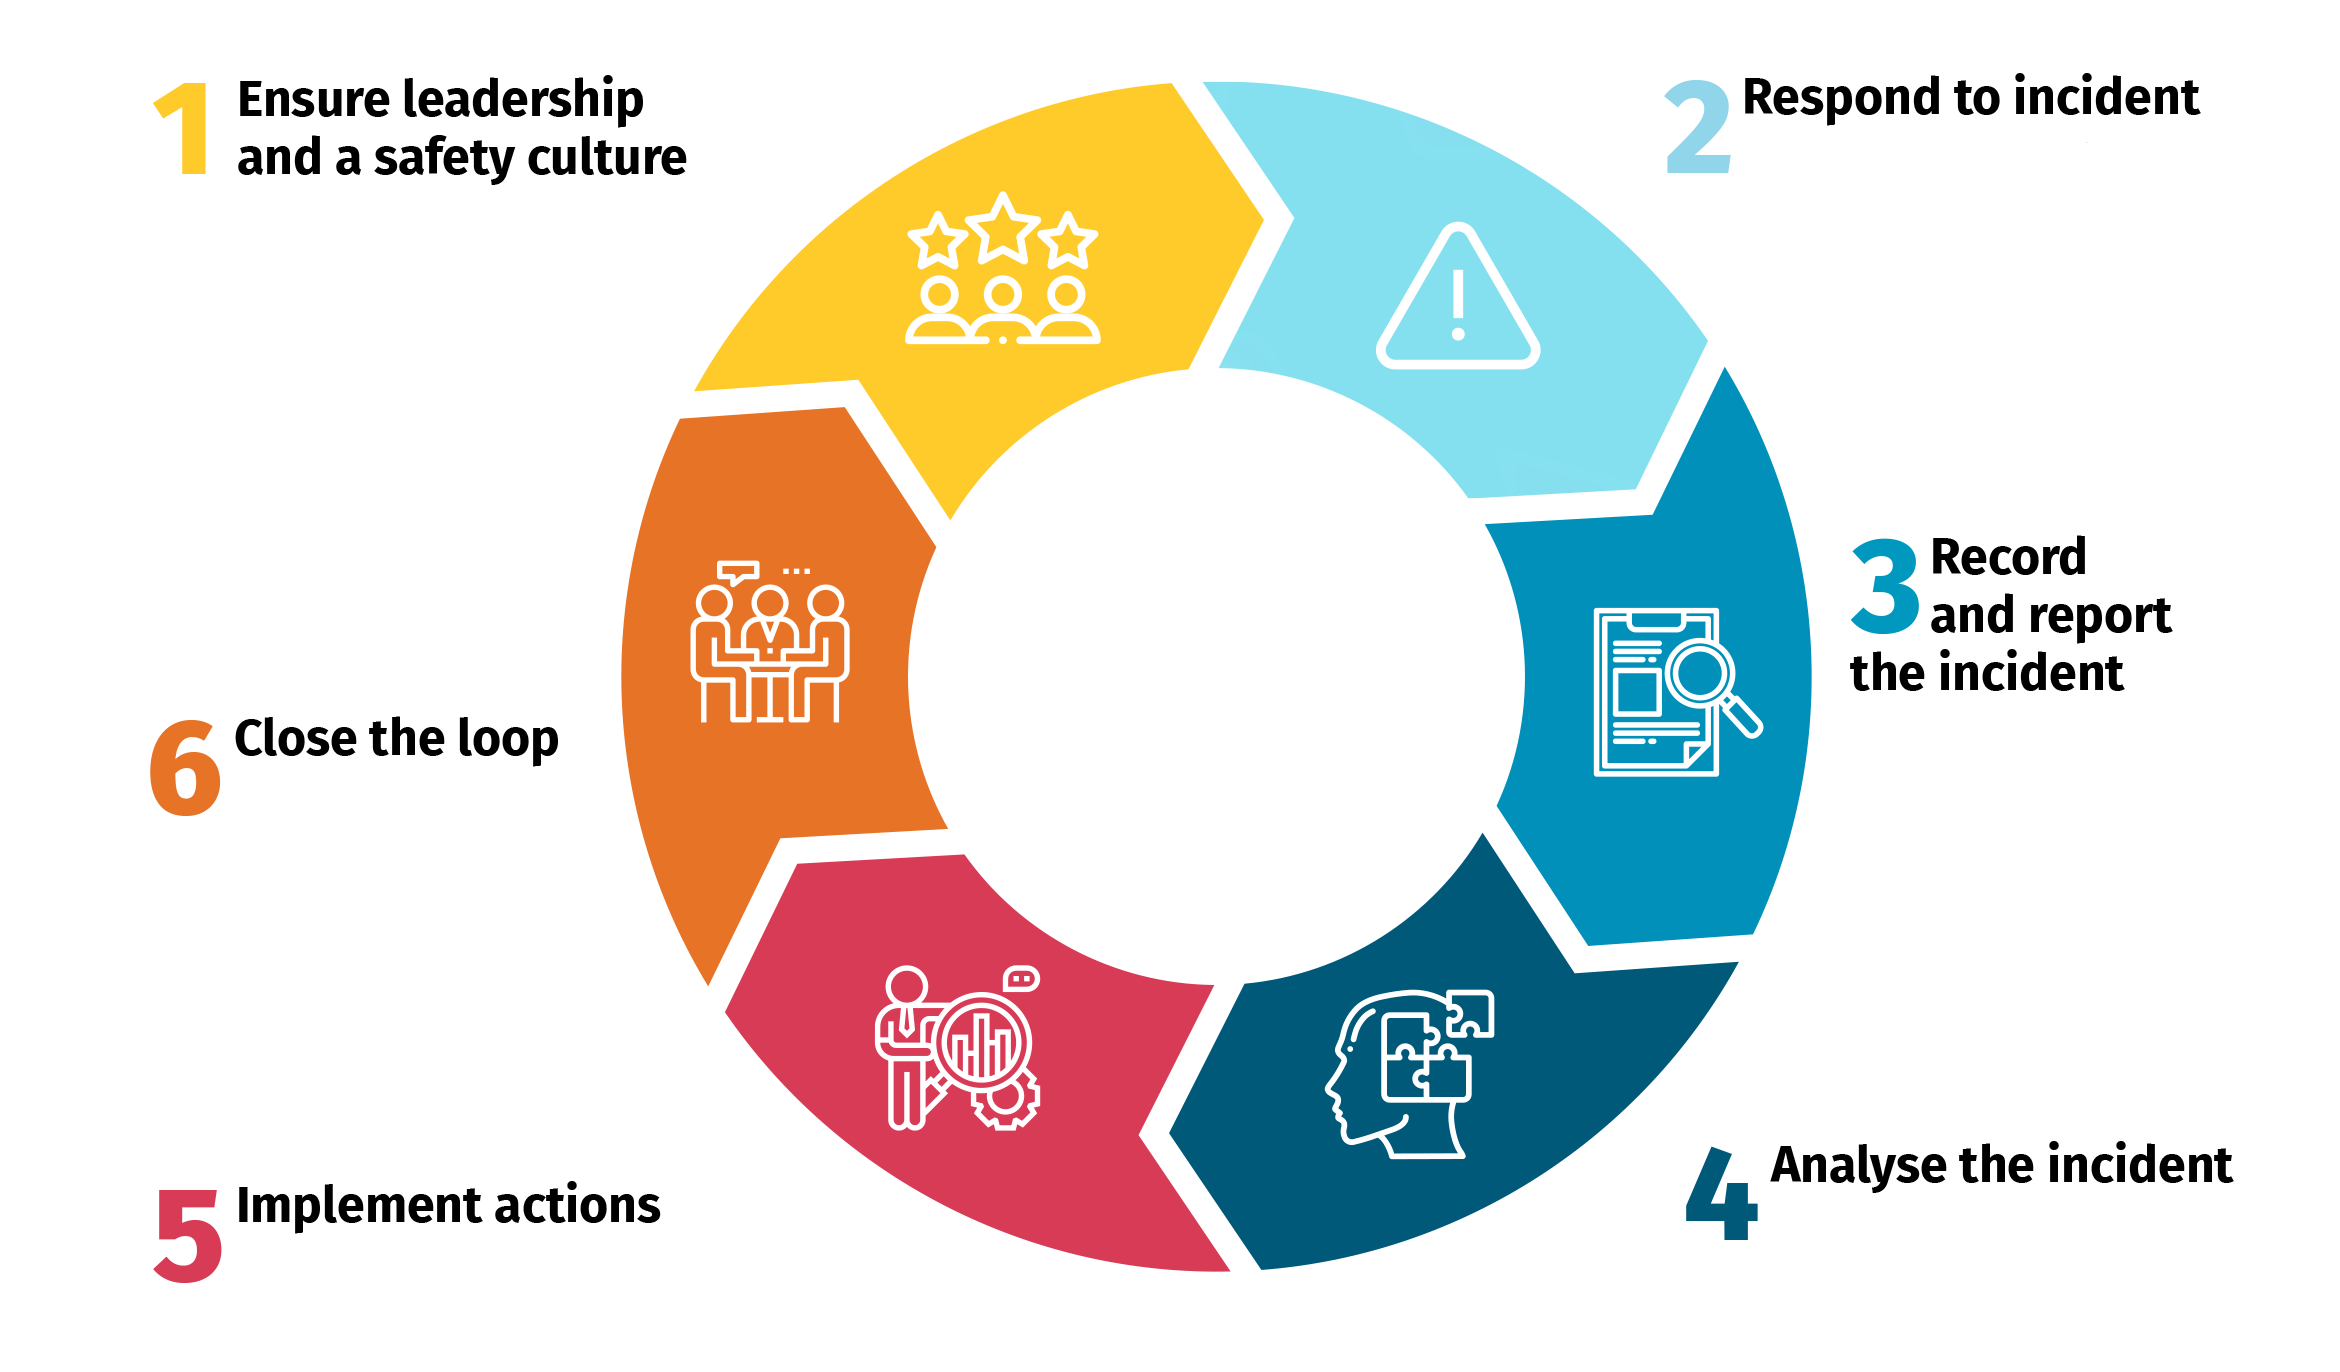 1 Ensure leadership
and a safety culture
2 Respond to incident
3 Record
and report
the incident
4 Analyse the incident
5 Implement actions
6 Close the loop